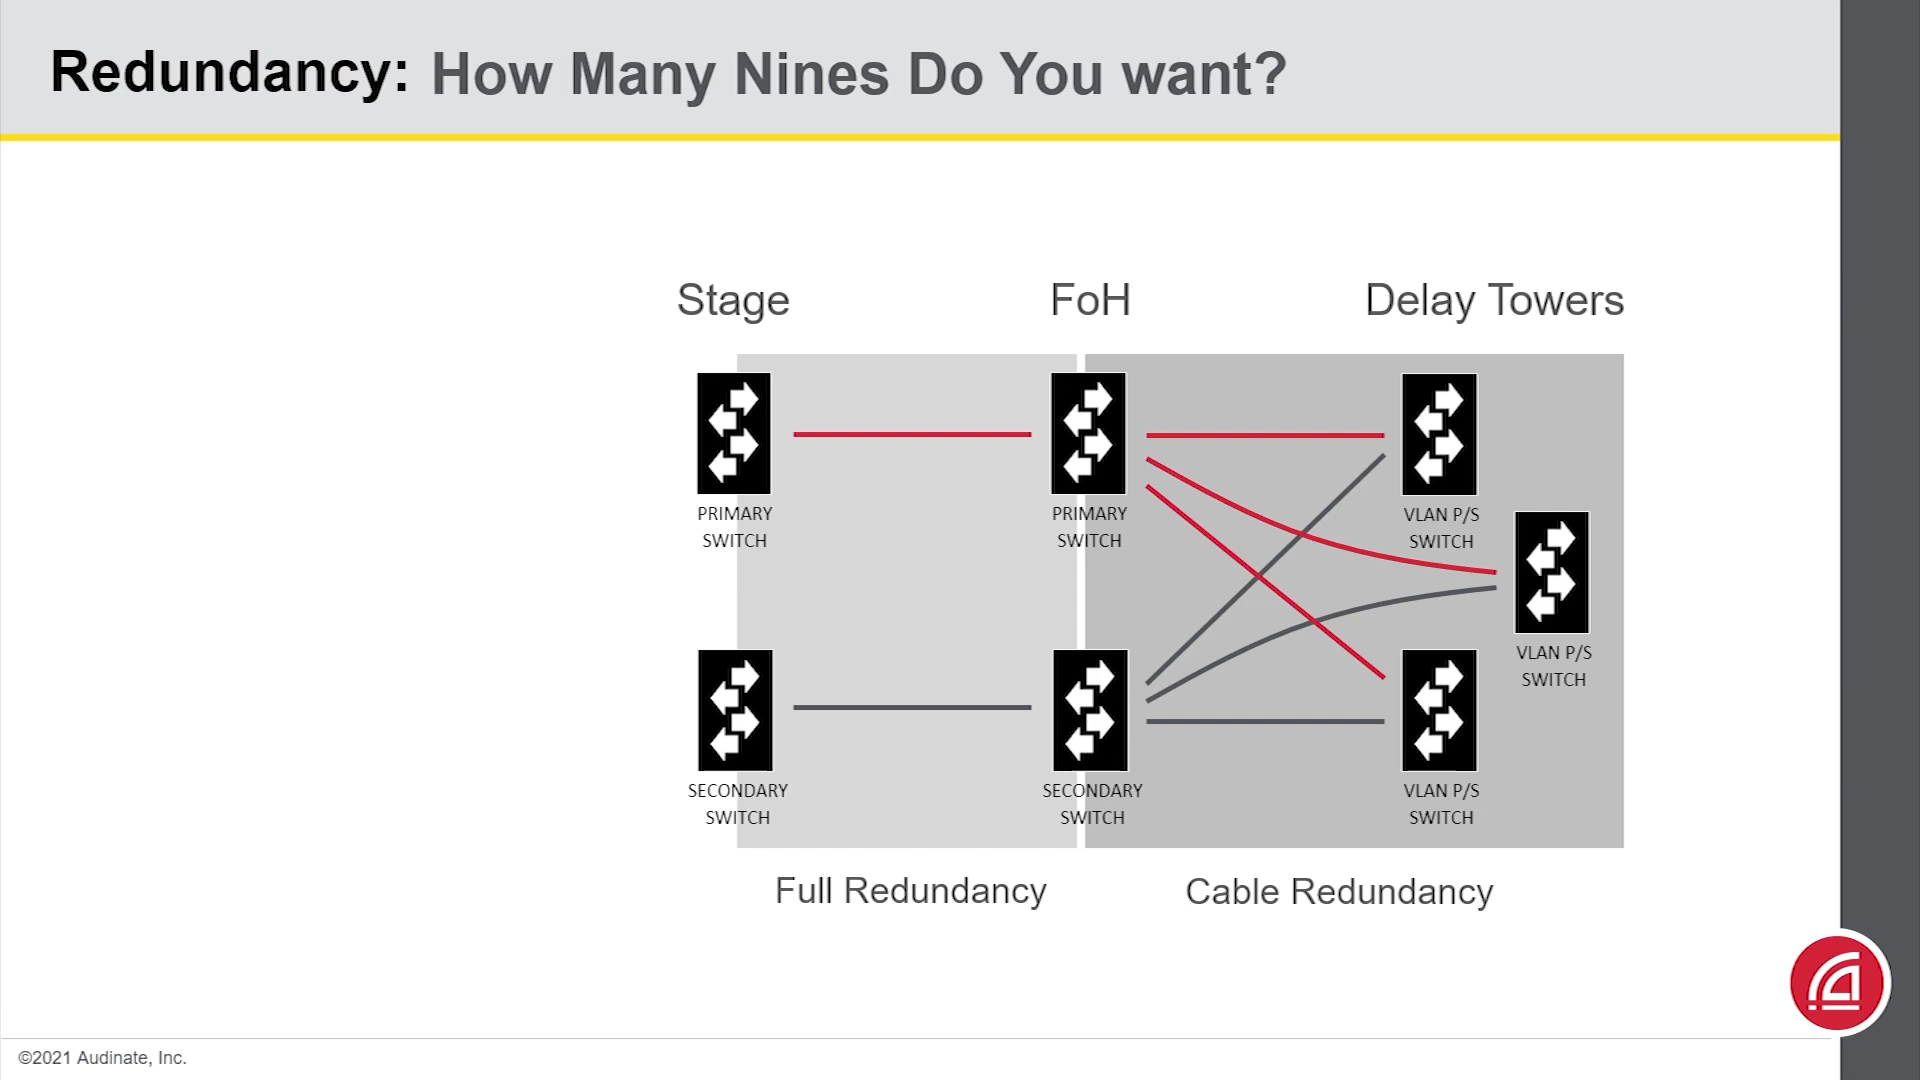 Redundancy: How Many Nines Do You want?
Stage
FoH
Delay Towers
PRIMARY
SWITCH
PRIMARY
SWITCH
VLAN P/S
SWITCH
VLAN P/S
SWITCH
SECONDARY
SWITCH
SECONDARY
SWITCH
VLAN P/S
SWITCH
Full Redundancy
Cable Redundancy
©2021 Audinate, Inc.